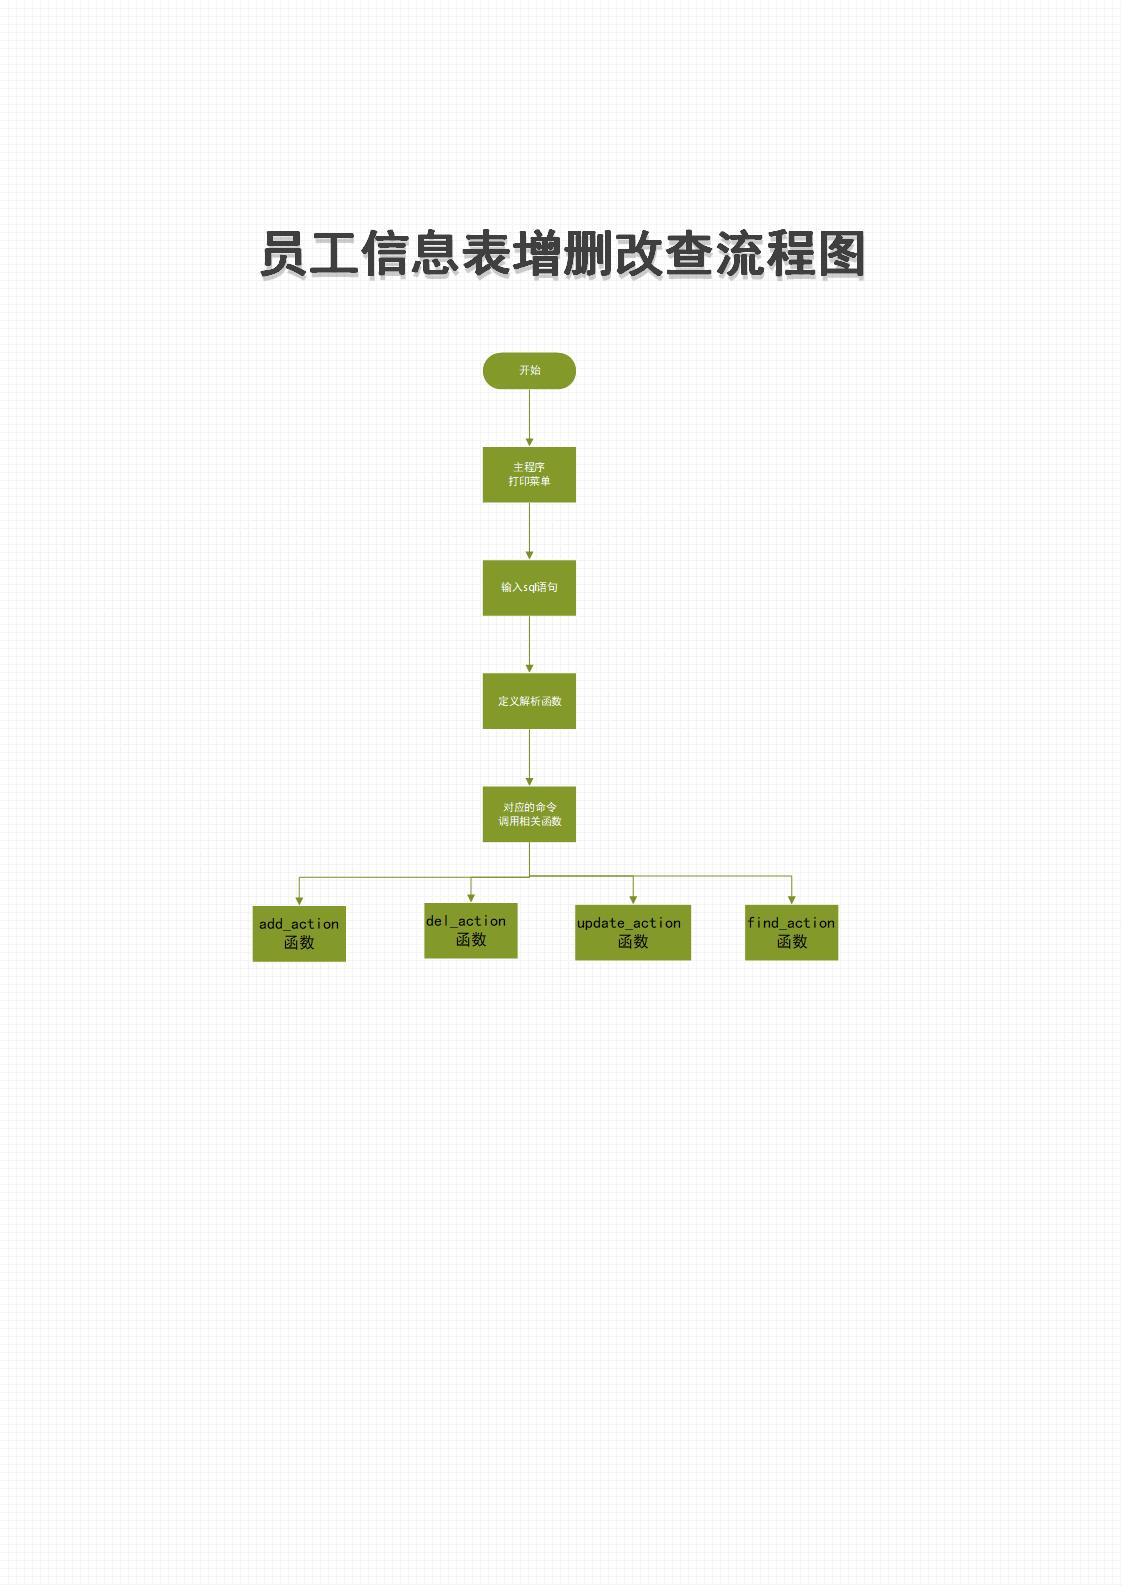 员工信息表增删改查流程图
开始
主程序
打印菜单
输入sql语句
定义解析函数
对应的命令
调用相关函数
add_action
函数
del_action
函数
update_action
函数
find_action
函数